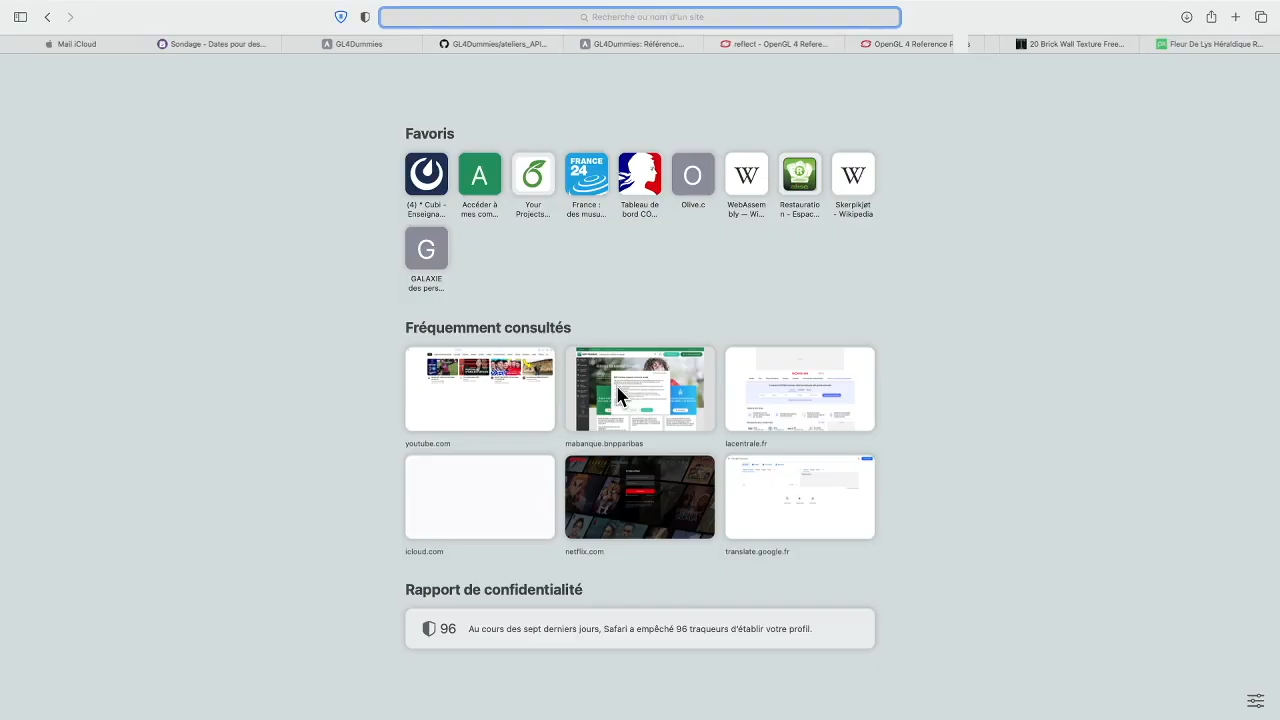 Recherche ou nom d'un site
Mail iCloud
Sondage - Dates pour des...
GL4Dummies
GL4Dummies/ateliers_API...
GL4Dummies: Référence...
reflect - OpenGL 4 Refere...
OpenGL 4 Reference
20 Brick Wall Texture Free...
Fleur De Lys Héraldique R...
Favoris
FRANCE
24
(4) * Cubi -
Enseigna...
Accéder à
mes com...
Your
Projects...
France :
des musu...
Tableau de
bord CO...
Olive.c
WebAssem
bly — Wi...
Restauratio
n - Espac...
Skerpikjøt
- Wikipedia
A
O
W
W
G
GALAXIE
des pers...
Fréquemment consultés
youtube.com
mabanque.bnpparibas
lacentrale.fr
icloud.com
netflix.com
translate.google.fr
Rapport de confidentialité
96
Au cours des sept derniers jours, Safari a empêché 96 traqueurs d'établir votre profil.